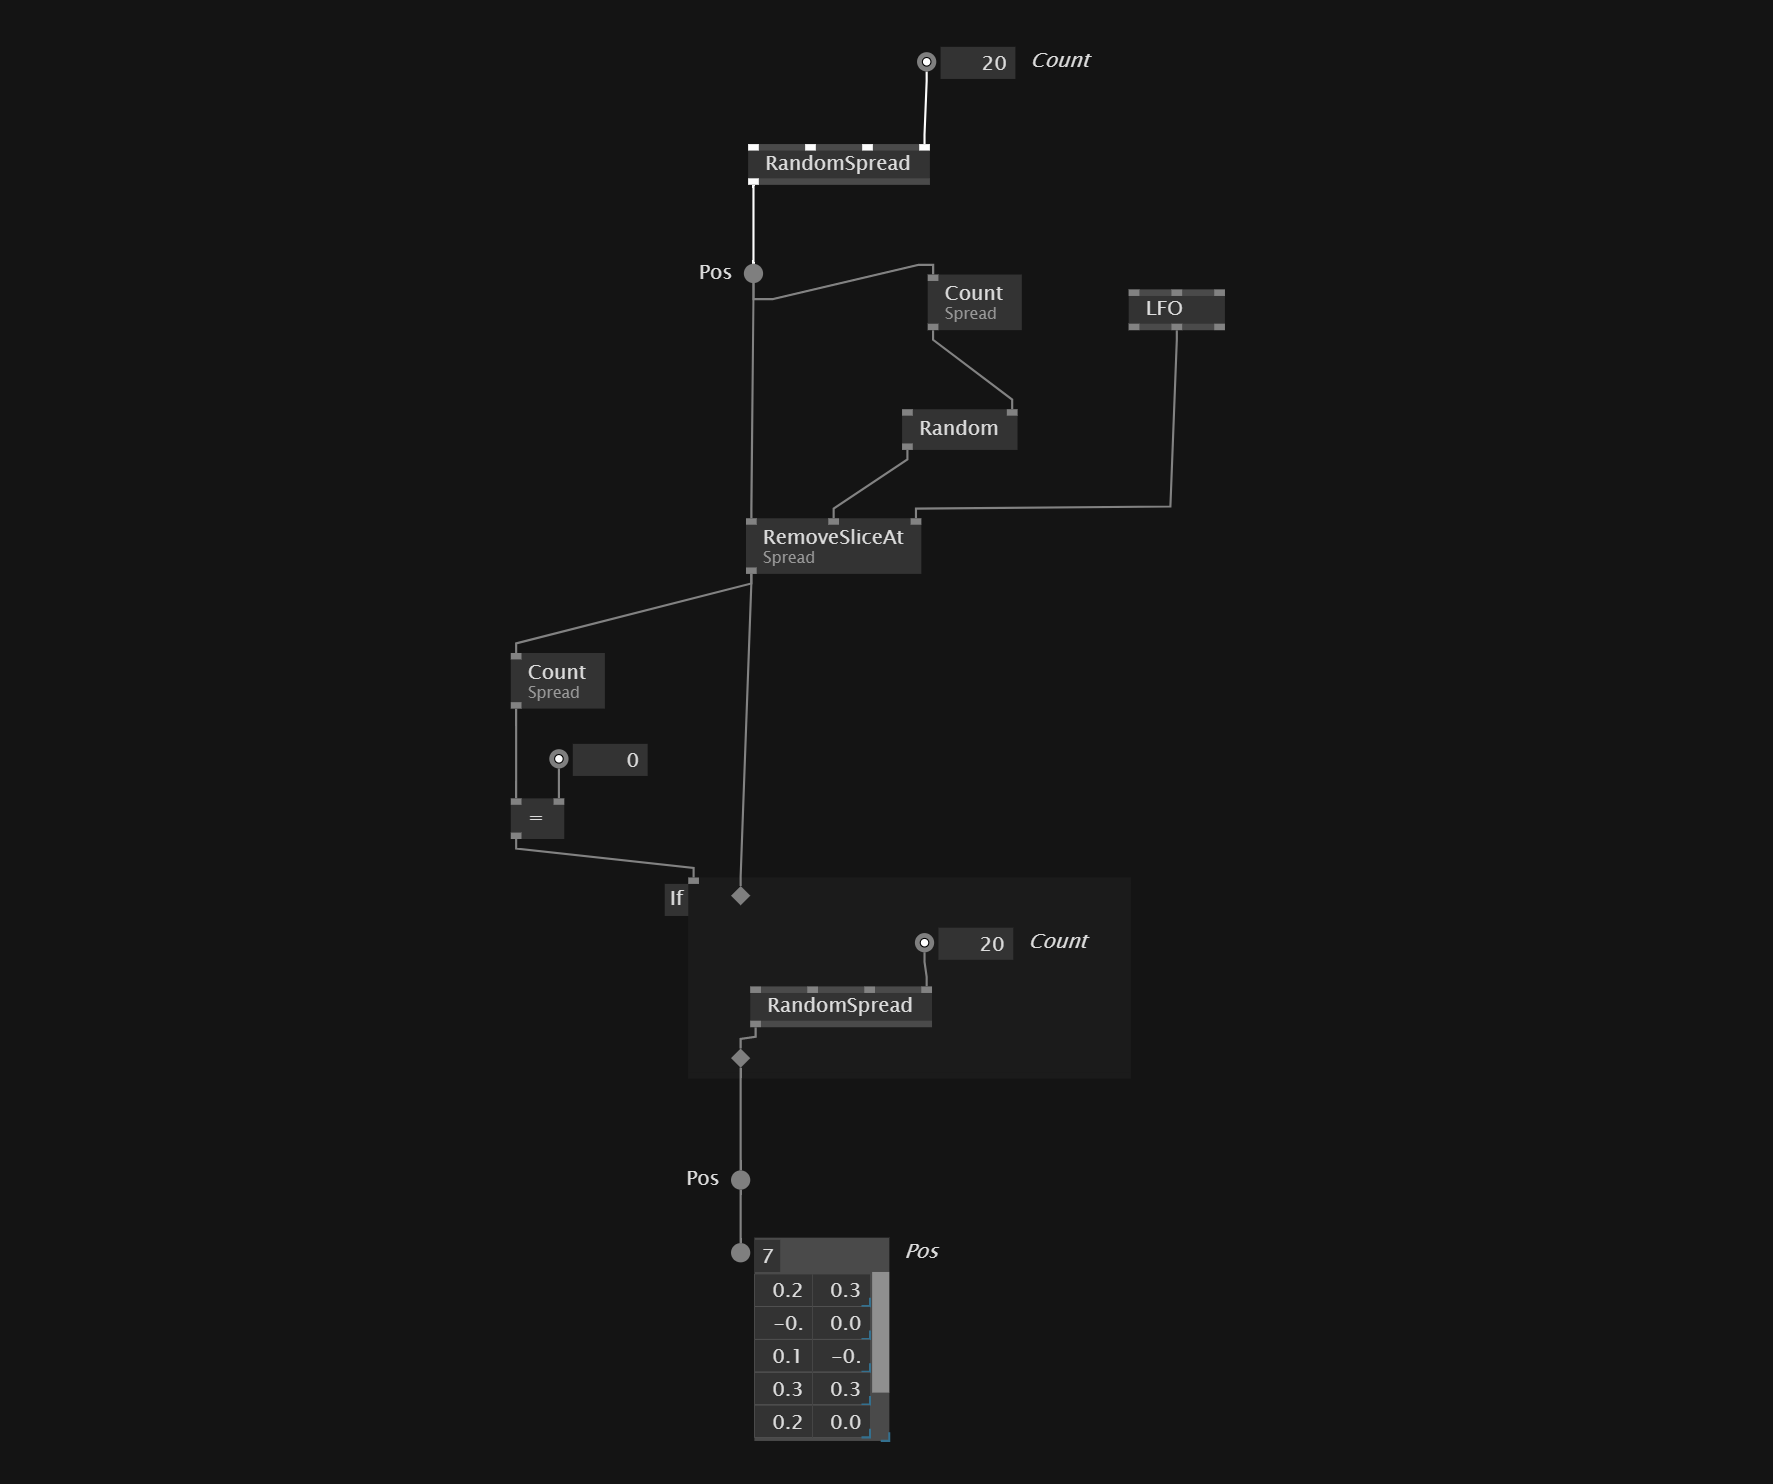 20 Count
RandomSpread
Pos
Count
Spread
LFO
Random
RemoveSliceAt
Spread
Count
Spread
0
=
If
20 Count
RandomSpread
Pos
7 Pos
0.2 0.3
-0. 0.0
0.1 -0.
0.3 0.3
0.2 0.0